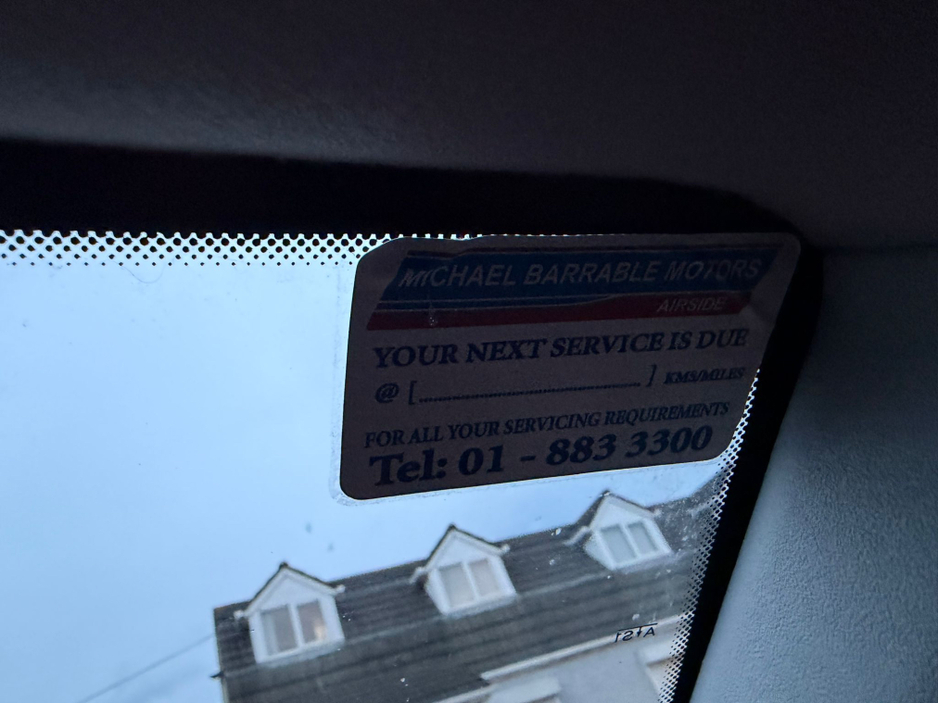 MICHAEL BARRABLE MOTORS
AIRSIDE
YOUR NEXT SERVICE IS DUE
@ [..............................] KMS/MILES
FOR ALL YOUR SERVICING REQUIREMENTS
Tel: 01 - 883 3300